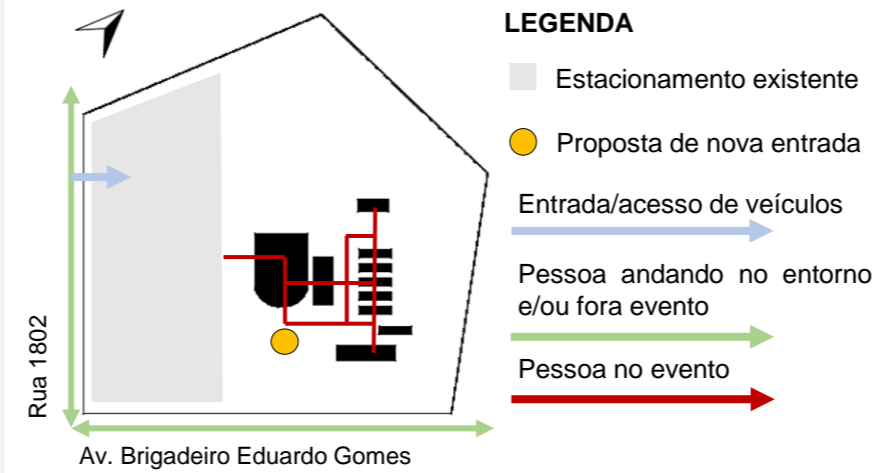 LEGENDA
Estacionamento existente
Proposta de nova entrada
Entrada/acesso de veículos
Pessoa andando no entorno
e/ou fora evento
Pessoa no evento
Rua 1802
Av. Brigadeiro Eduardo Gomes